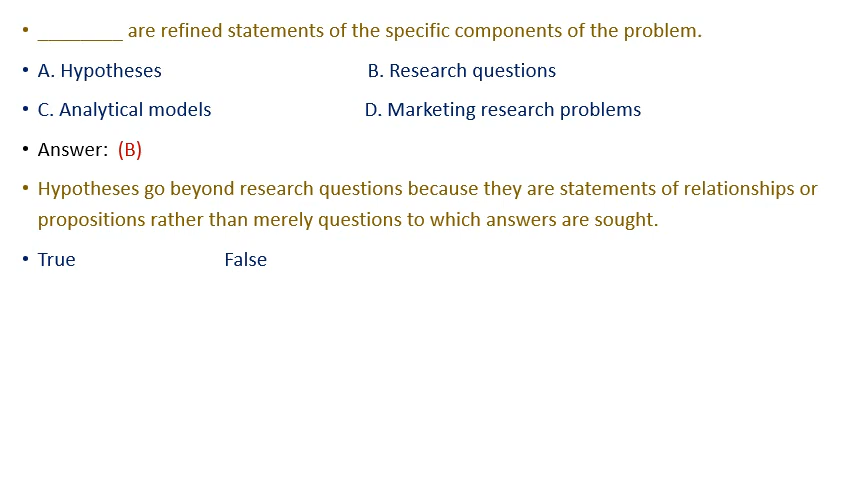 • ________ are refined statements of the specific components of the problem.
• A. Hypotheses B. Research questions
• C. Analytical models D. Marketing research problems
• Answer: (B)
• Hypotheses go beyond research questions because they are statements of relationships or
propositions rather than merely questions to which answers are sought.
• True False